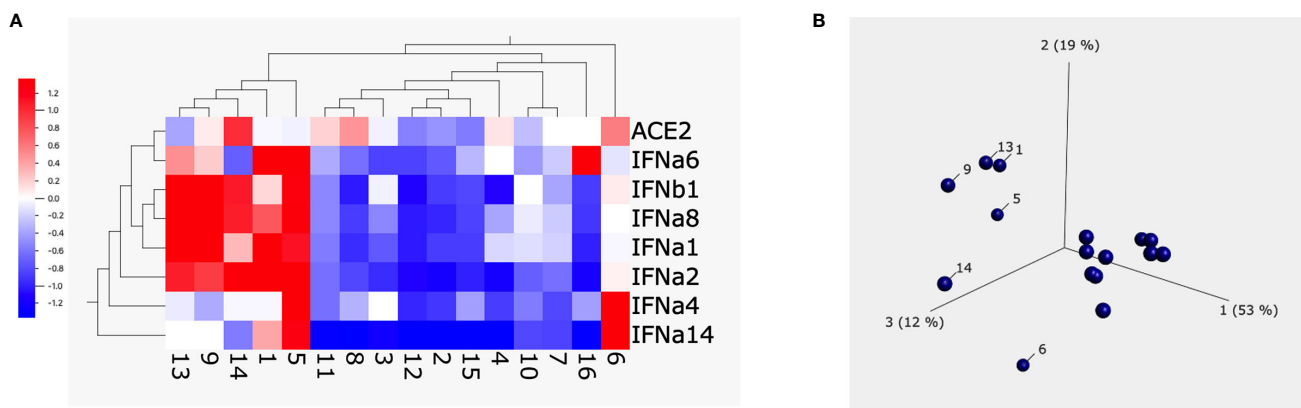 A
1.2
1.0
0.8
0.6
0.4
0.2
0.0
-0.2
-0.4
-0.6
-0.8
-1.0
-1.2
ACE2
IFNa6
IFNb1
IFNa8
IFNa1
IFNa2
IFNa4
IFNa14
13 9 14 1 5 11 8 3 12 2 15 4 10 7 16 6
B
2 (19 %)
13 1
9
5
14
3 (12 %)
1 (53 %)
6